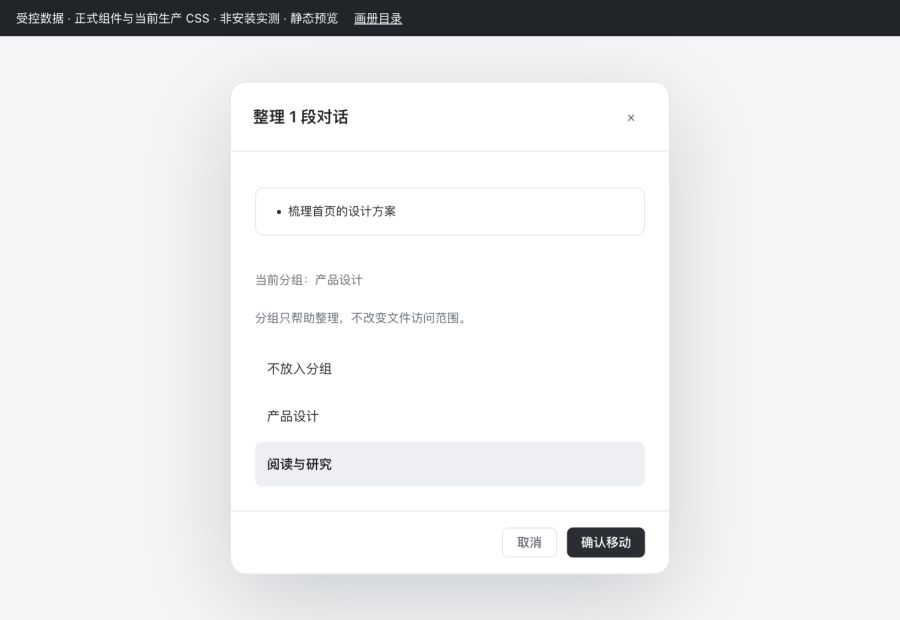 受控数据 · 正式组件与当前生产 CSS · 非安装实测 · 静态预览 画册目录
整理 1 段对话 ×
• 梳理首页的设计方案
当前分组：产品设计
分组只帮助整理，不改变文件访问范围。
不放入分组
产品设计
阅读与研究
取消 确认移动